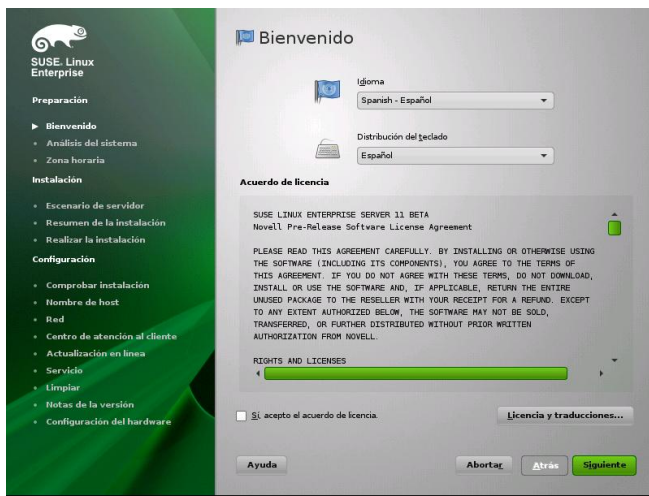 SUSE. Linux
Enterprise
Preparación
Bienvenido
Análisis del sistema
Zona horaria
Instalación
Escenario de servidor
Resumen de la instalación
Realizar la instalación
Configuración
Comprobar instalación
Nombre de host
Red
Centro de atención al cliente
Actualización en línea
Servicio
Limpiar
Notas de la versión
Configuración del hardware
Bienvenido
Idioma
Spanish - Español
Distribución del teclado
Español
Acuerdo de licencia
SUSE LINUX ENTERPRISE SERVER 11 BETA
Novell Pre-Release Software License Agreement
PLEASE READ THIS AGREEMENT CAREFULLY. BY INSTALLING OR OTHERWISE USING
THE SOFTWARE (INCLUDING ITS COMPONENTS), YOU AGREE TO THE TERMS OF
THIS AGREEMENT. IF YOU DO NOT AGREE WITH THESE TERMS, DO NOT DOWNLOAD,
INSTALL OR USE THE SOFTWARE AND, IF APPLICABLE, RETURN THE ENTIRE
UNUSED PACKAGE TO THE RESELLER WITH YOUR RECEIPT FOR A REFUND. EXCEPT
TO ANY EXTENT AUTHORIZED BELOW, THE SOFTWARE MAY NOT BE SOLD,
TRANSFERRED, OR FURTHER DISTRIBUTED WITHOUT PRIOR WRITTEN
AUTHORIZATION FROM NOVELL.
RIGHTS AND LICENSES
Sí, acepto el acuerdo de licencia.
Licencia y traducciones...
Ayuda
Abortar
Atrás
Siguiente